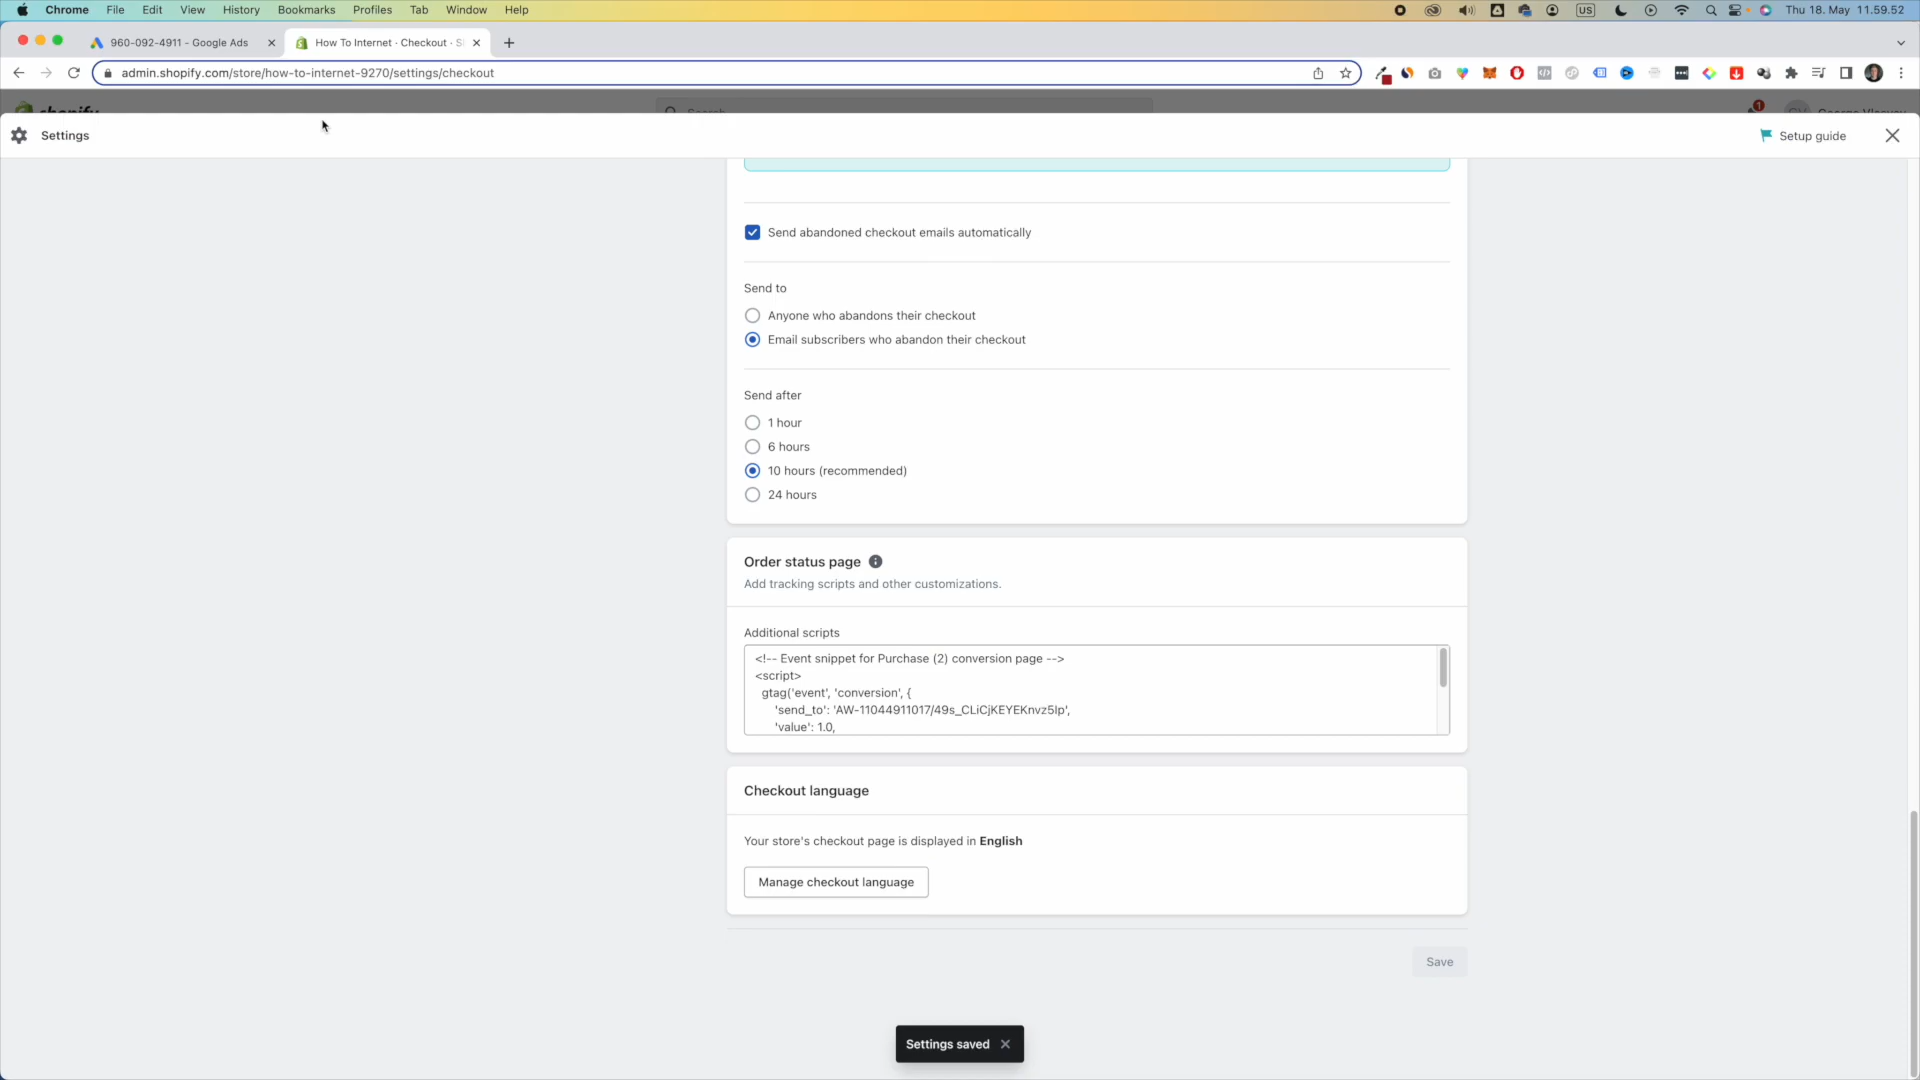 Chrome File Edit View History Bookmarks Profiles Tab Window Help US Thu 18. May 11.59.52
960-092-4911 - Google Ads How To Internet · Checkout · S
admin.shopify.com/store/how-to-internet-9270/settings/checkout
shopify Search 1
Settings Setup guide
Send abandoned checkout emails automatically
Send to
Anyone who abandons their checkout
Email subscribers who abandon their checkout
Send after
1 hour
6 hours
10 hours (recommended)
24 hours
Order status page
Add tracking scripts and other customizations.
Additional scripts
<!-- Event snippet for Purchase (2) conversion page -->
<script>
gtag('event', 'conversion', {
'send_to': 'AW-11044911017/49s_CLiCjKEYEKnvz5lp',
'value': 1.0,
Checkout language
Your store's checkout page is displayed in English
Manage checkout language
Save
Settings saved